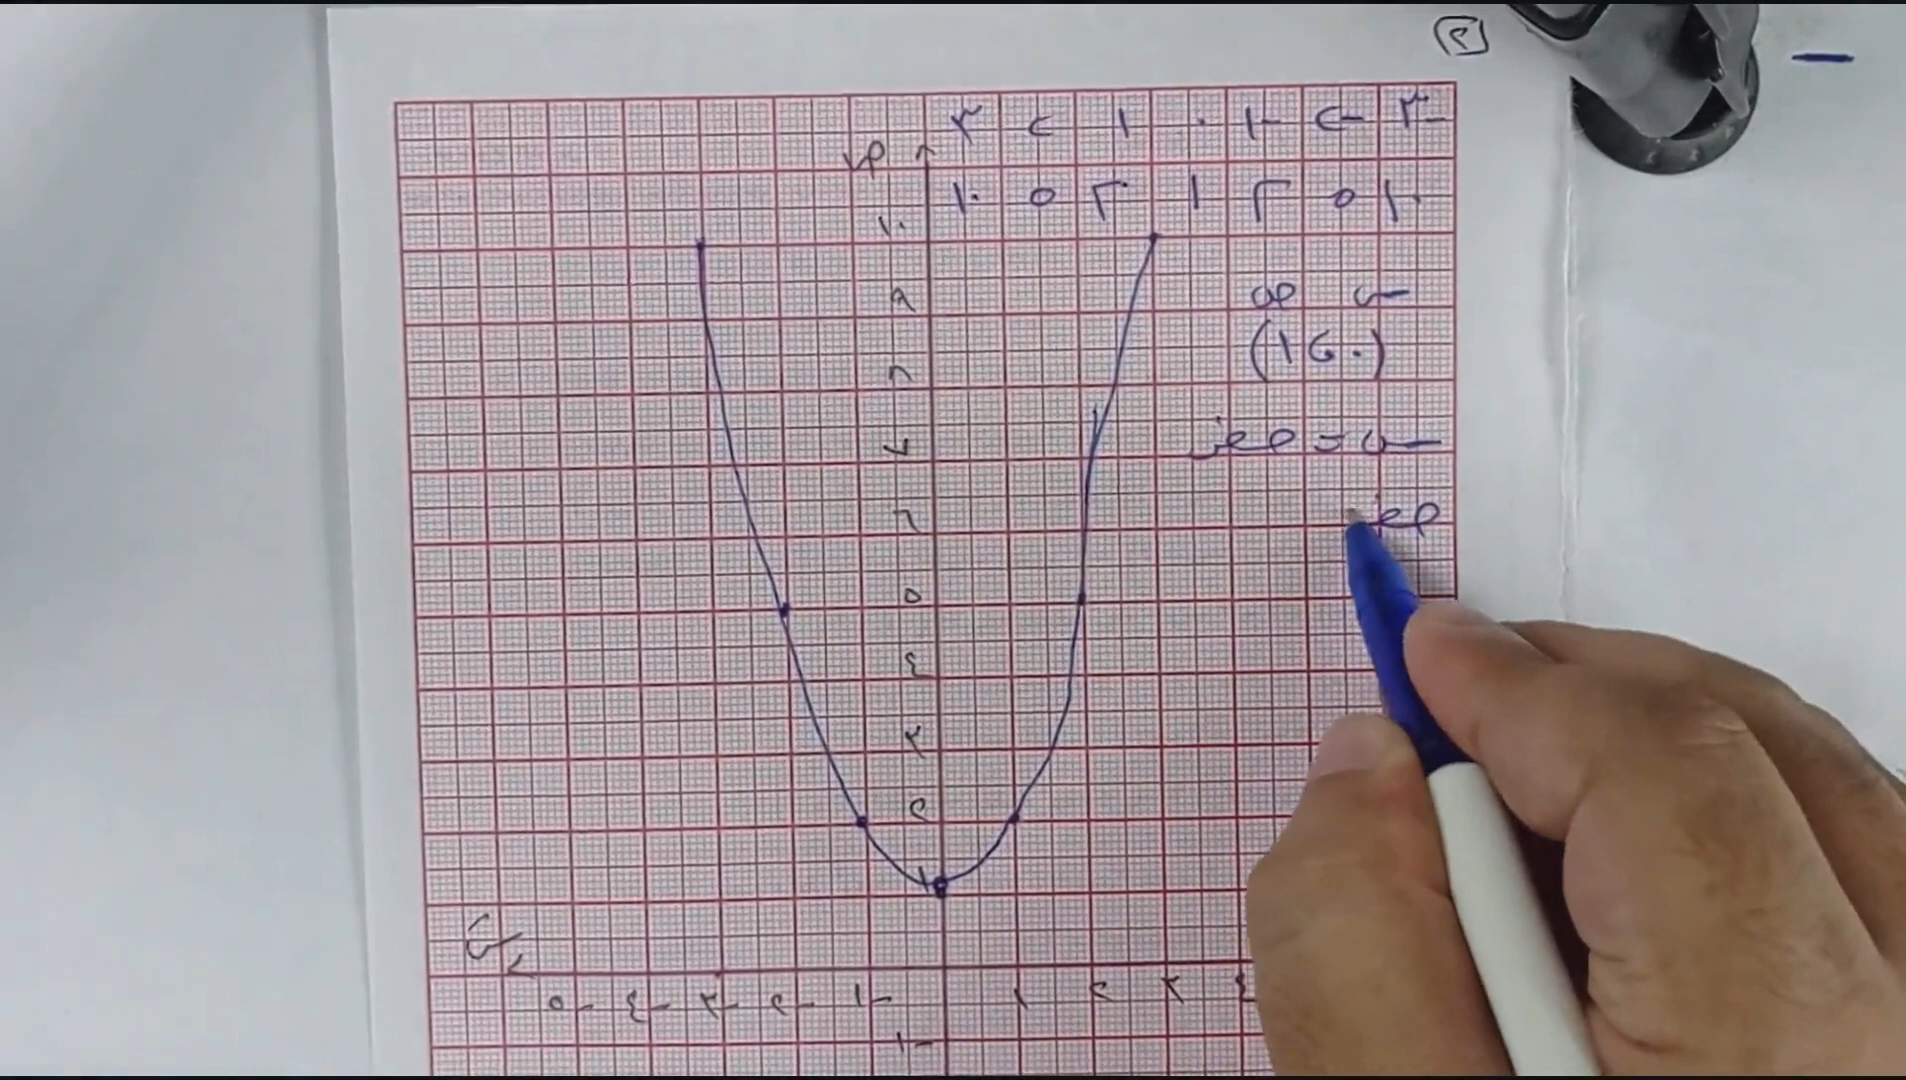 ٢
٣- ٢- ١- ٠ ١ ٢ ٣
١٠ ٥ ٢ ١ ٢ ٥ ١٠
ص
س ص
١٠
٩
(٠ ، ١)
٨
س = صفر
٧
صف
٦
٥
٤
٣
٢
١
س
٥- ٤- ٣- ٢- ١- ١ ٢ ٣ ٤
١-